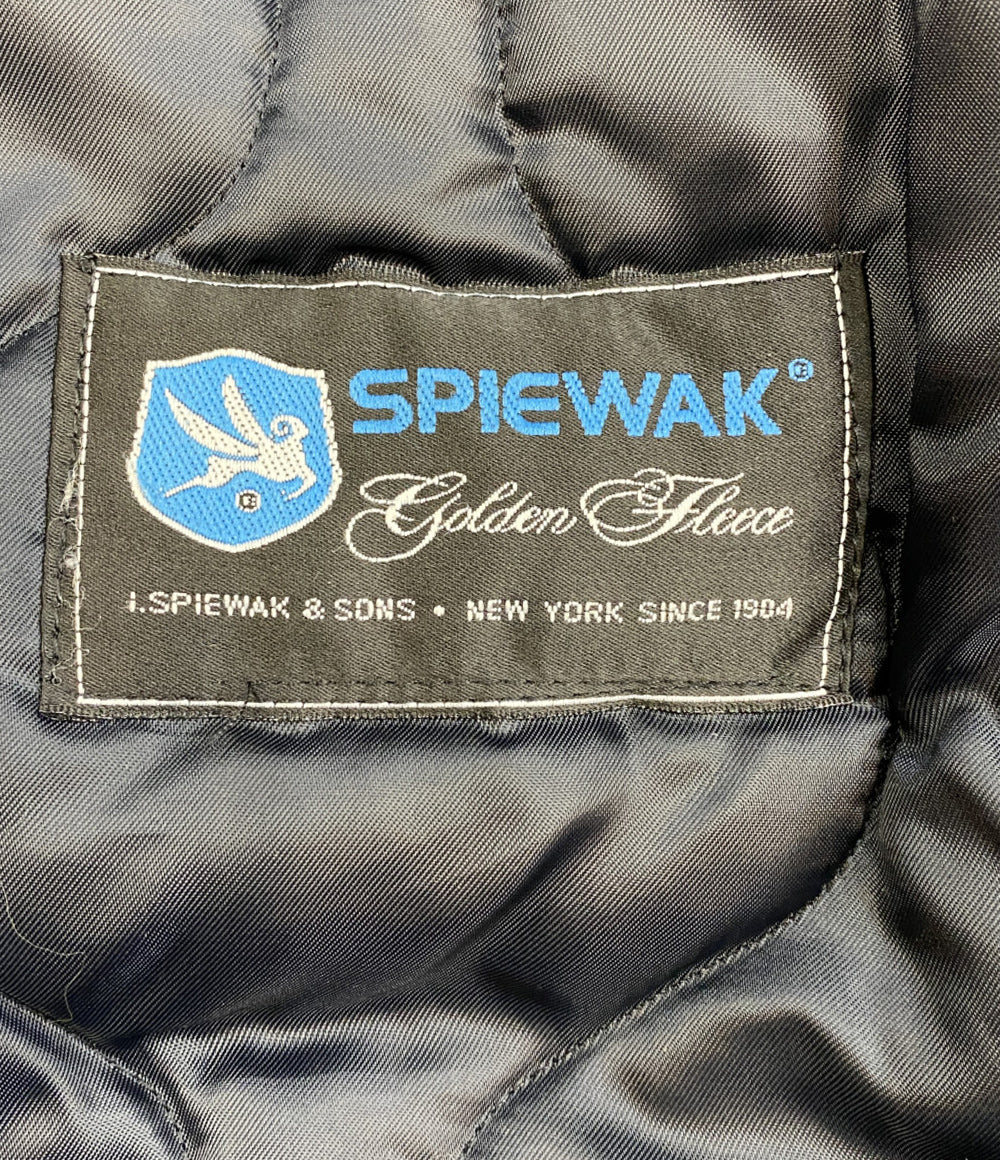 SPIEWAK®
Golden Fleece
I.SPIEWAK & SONS • NEW YORK SINCE 1904